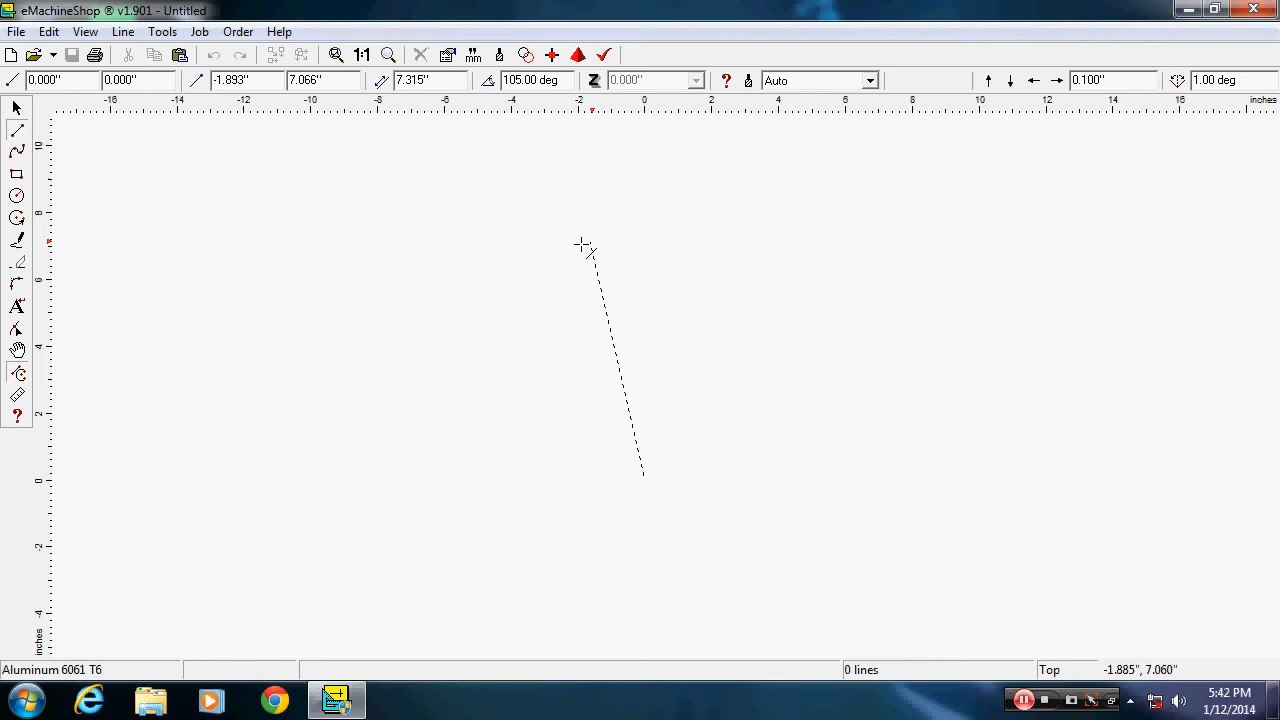 eMachineShop ® v1.901 - Untitled
File Edit View Line Tools Job Order Help
1:1 mm
0.000" 0.000" -1.893" 7.066" 7.315" 105.00 deg 0.000" Auto 0.100" 1.00 deg
-16 -14 -12 -10 -8 -6 -4 -2 0 2 4 6 8 10 12 14 16 inches
10
8
6
4
2
0
-2
-4
inches
Aluminum 6061 T6 0 lines Top -1.885", 7.060"
5:42 PM
1/12/2014